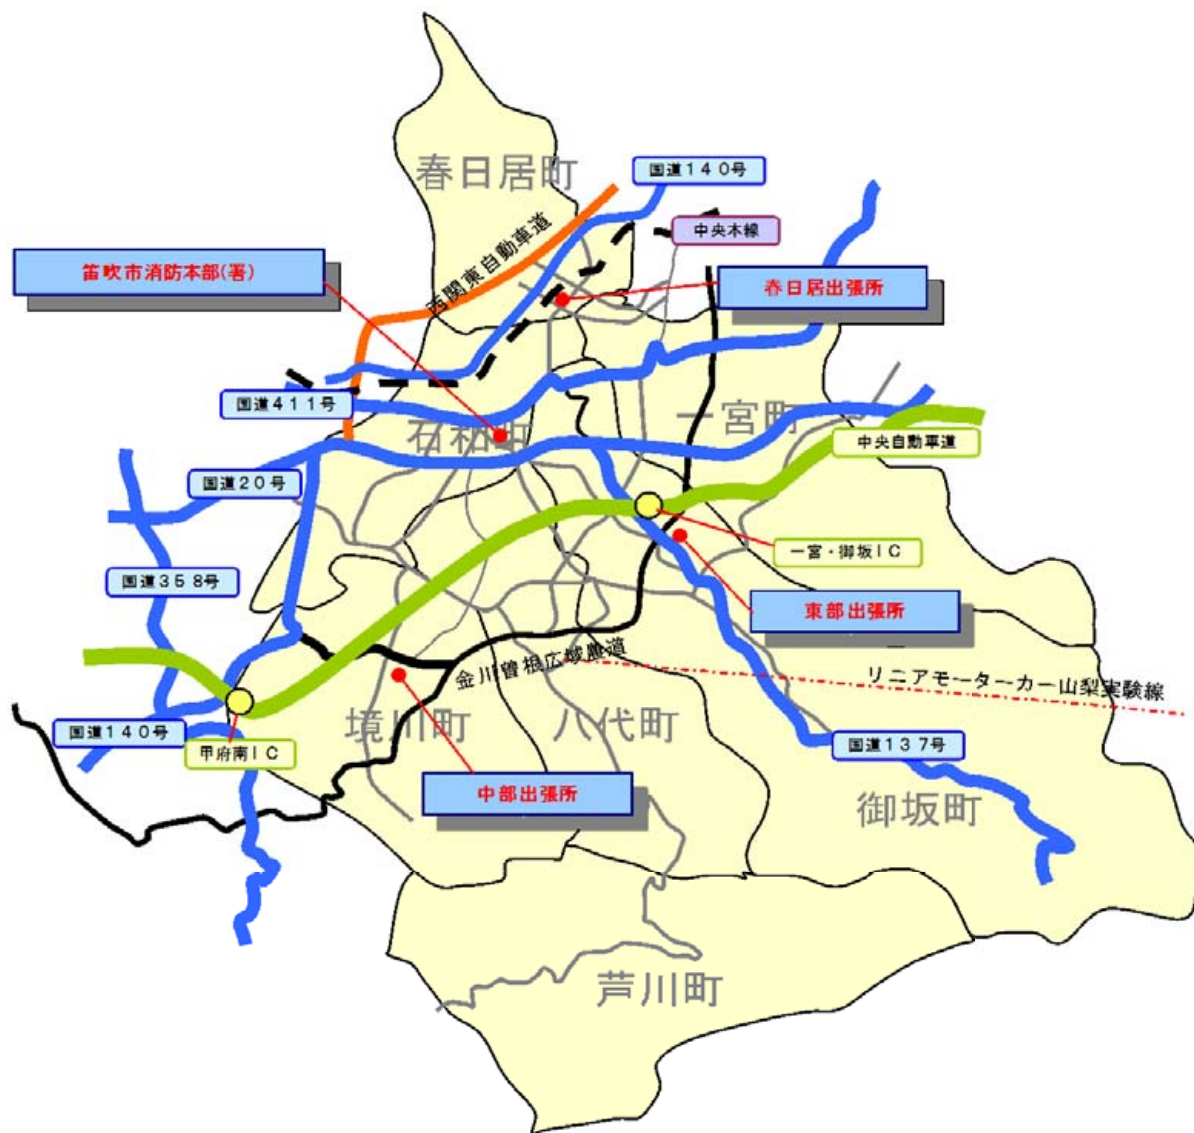 春日居町
国道１４０号
中央本線
西関東自動車道
笛吹市消防本部(署)
春日居出張所
国道４１１号
石和町
一宮町
中央自動車道
国道２０号
一宮・御坂ＩＣ
国道３５８号
東部出張所
金川曽根広域農道
リニアモーターカー山梨実験線
境川町
八代町
国道１４０号
甲府南ＩＣ
国道１３７号
中部出張所
御坂町
芦川町